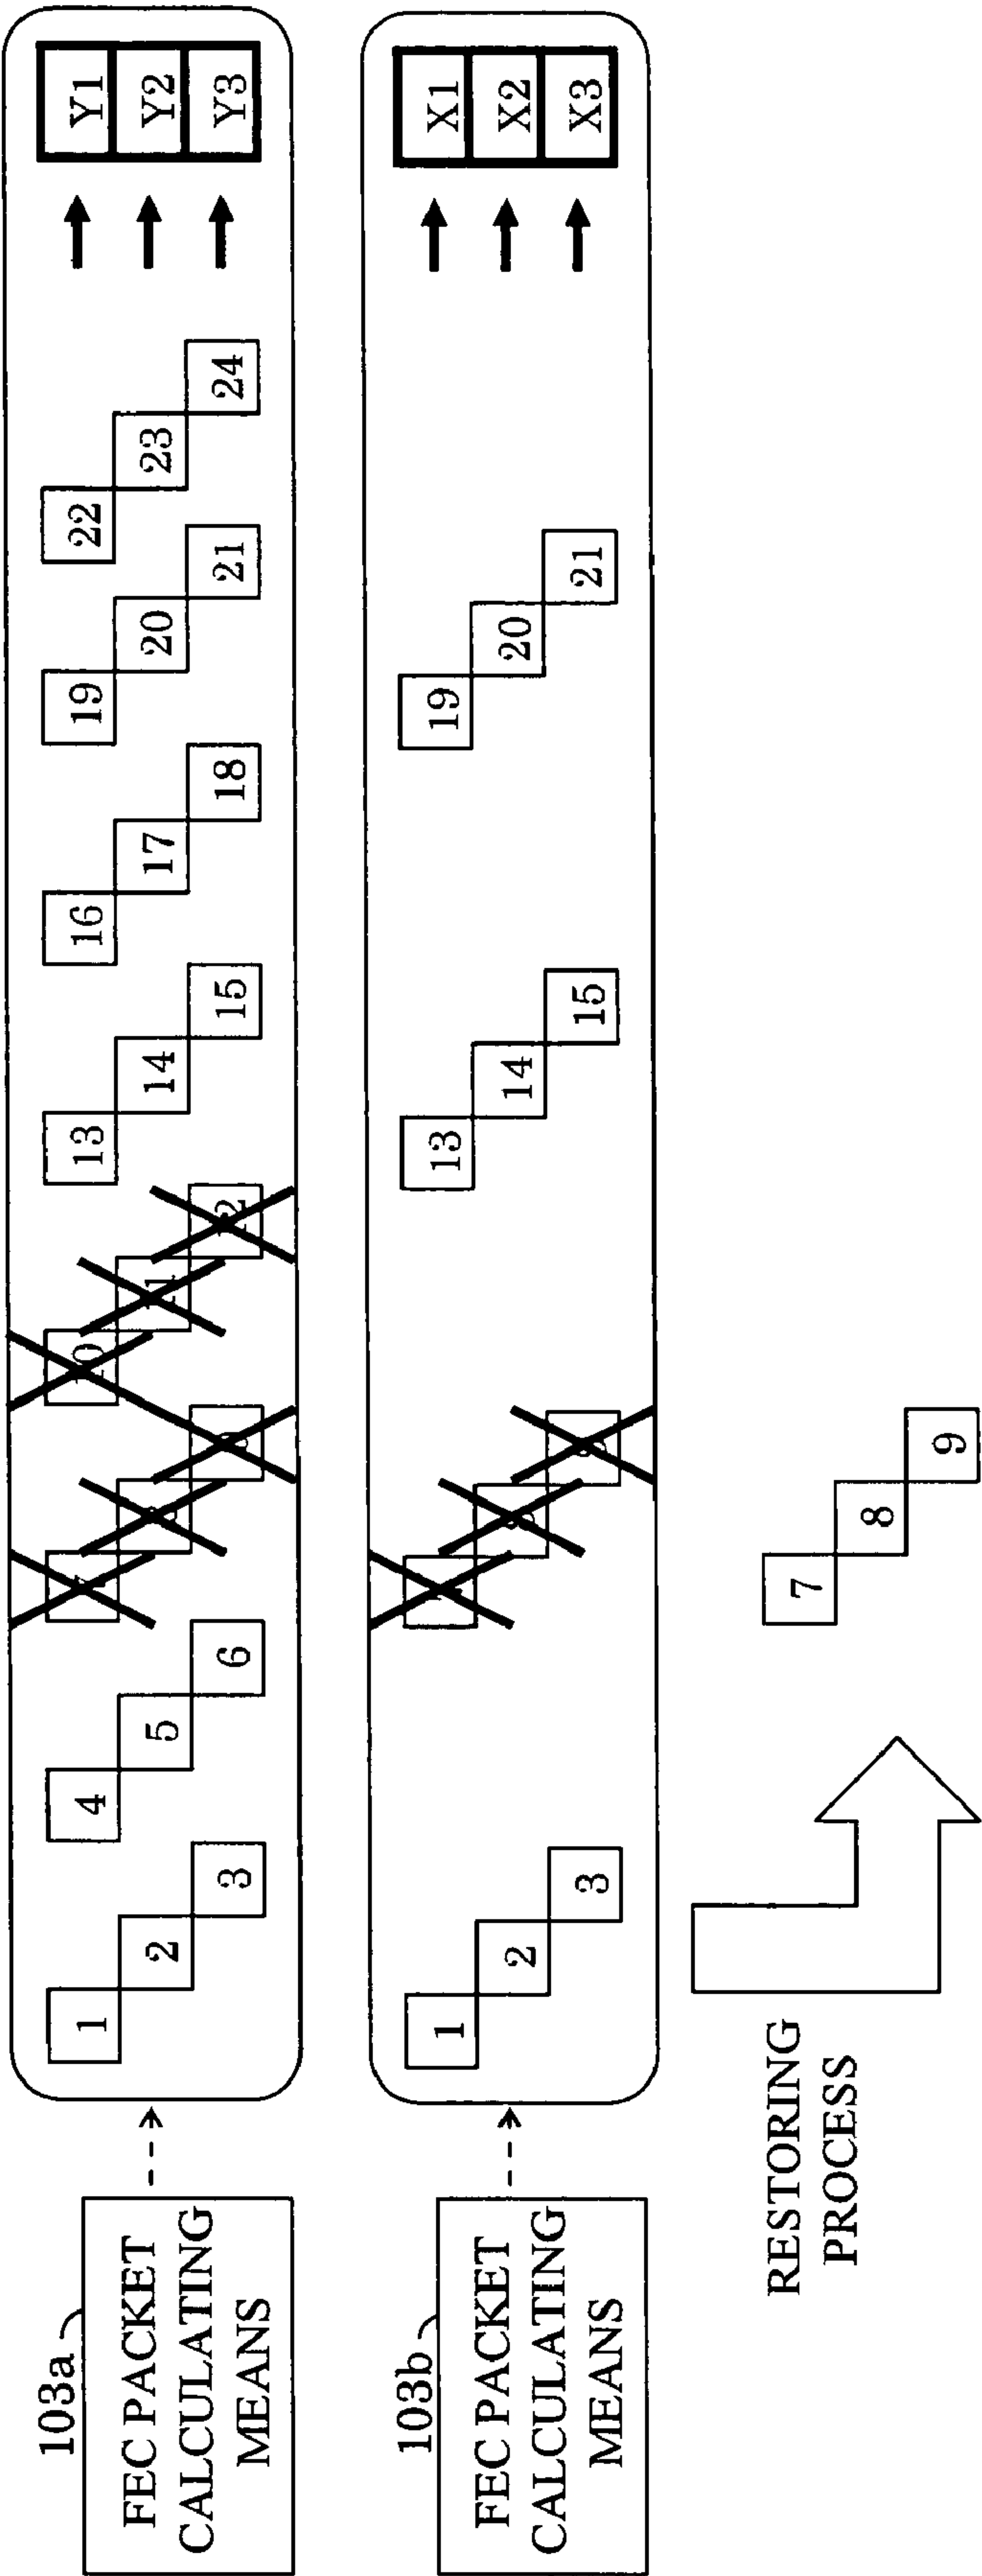 103a
FEC PACKET
CALCULATING
MEANS
1
2
3
4
5
6
13
14
15
16
17
18
19
20
21
22
23
24
Y1
Y2
Y3
103b
FEC PACKET
CALCULATING
MEANS
1
2
3
13
14
15
19
20
21
X1
X2
X3
RESTORING
PROCESS
7
8
9